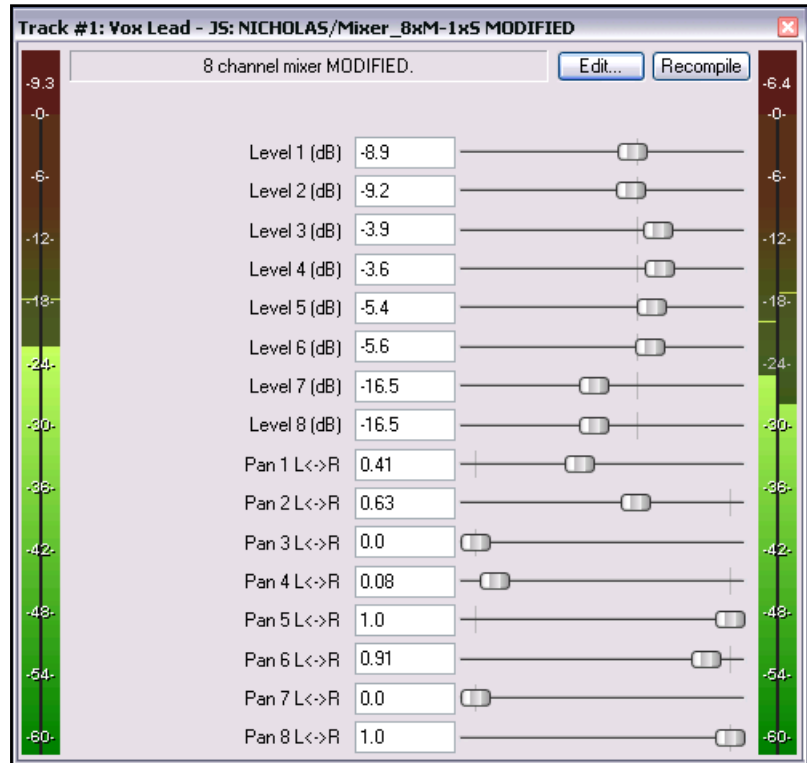 Track #1: Vox Lead - JS: NICHOLAS/Mixer_8xM-1xS MODIFIED
8 channel mixer MODIFIED.
Edit...
Recompile
-9.3
-0-
-6-
-12-
-18-
-24-
-30-
-36-
-42-
-48-
-54-
-60-
Level 1 (dB) -8.9
Level 2 (dB) -9.2
Level 3 (dB) -3.9
Level 4 (dB) -3.6
Level 5 (dB) -5.4
Level 6 (dB) -5.6
Level 7 (dB) -16.5
Level 8 (dB) -16.5
Pan 1 L<->R 0.41
Pan 2 L<->R 0.63
Pan 3 L<->R 0.0
Pan 4 L<->R 0.08
Pan 5 L<->R 1.0
Pan 6 L<->R 0.91
Pan 7 L<->R 0.0
Pan 8 L<->R 1.0
-6.4
-0-
-6-
-12-
-18-
-24-
-30-
-36-
-42-
-48-
-54-
-60-